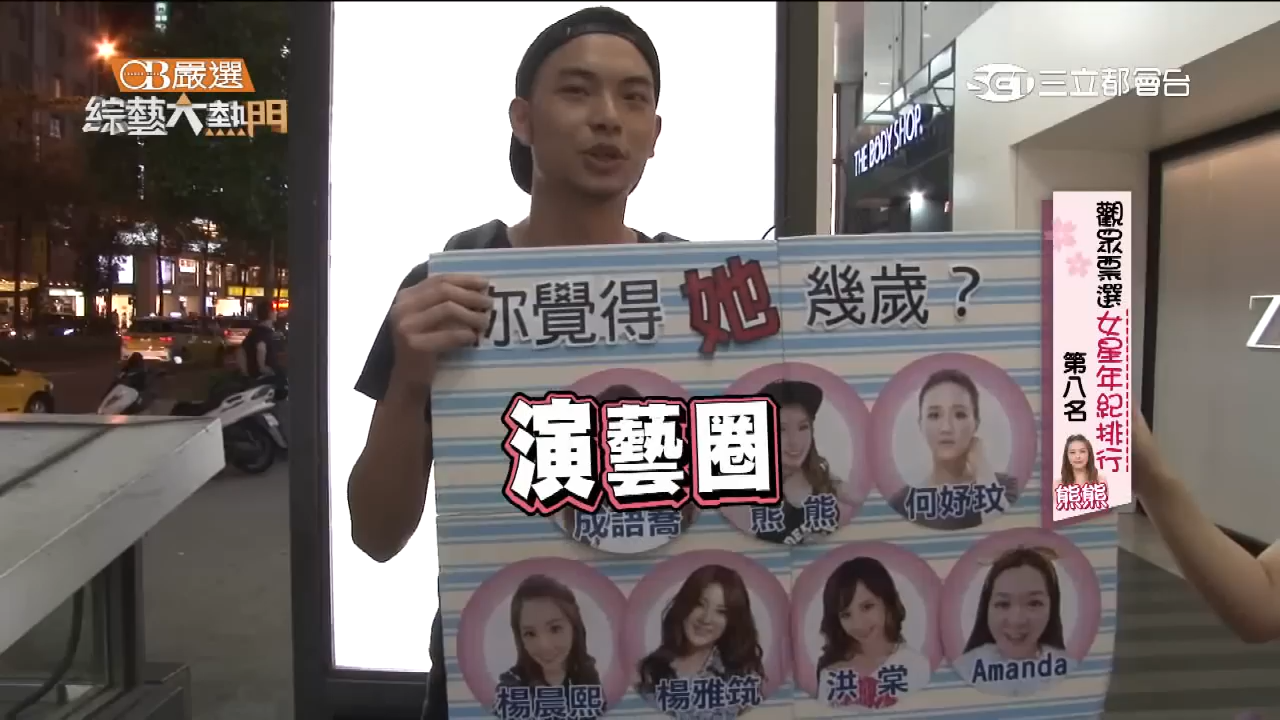 CB嚴選
綜藝大熱門
SET 三立都會台
THE BODY SHOP.
觀眾票選女星年紀排行
第八名
熊熊
你覺得她幾歲?
演藝圈
成語蕎
熊熊
何妤玟
楊晨熙
楊雅筑
洪棠
Amanda
Z